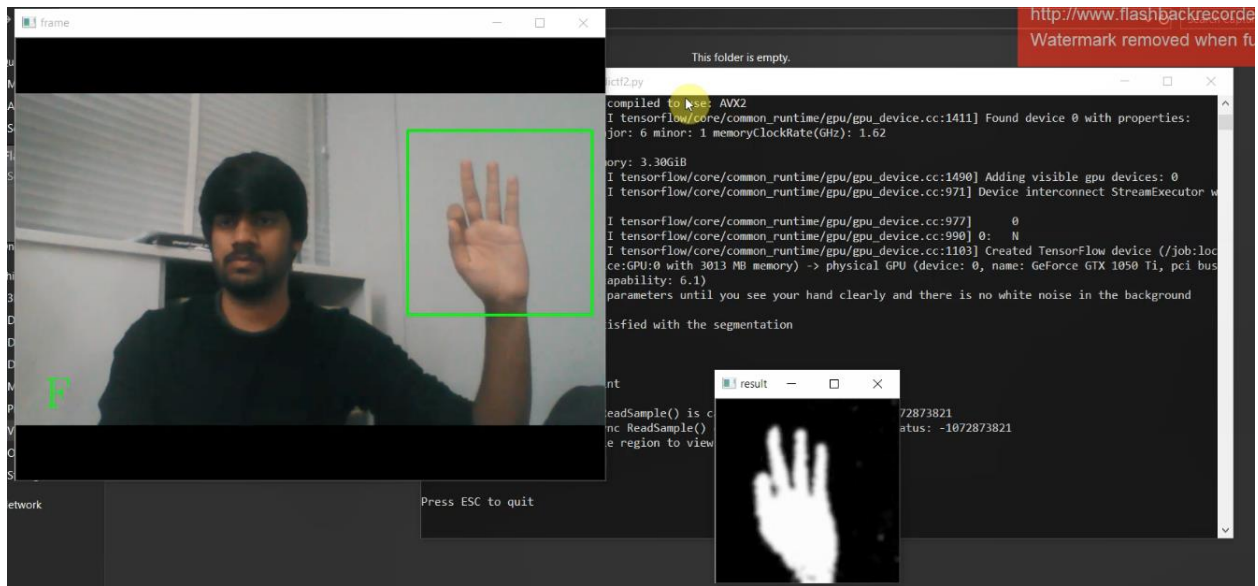 frame
http://www.flashbackrecorde
Watermark removed when fu
This folder is empty.
ictf2.py
compiled to use: AVX2
I tensorflow/core/common_runtime/gpu/gpu_device.cc:1411] Found device 0 with properties:
jor: 6 minor: 1 memoryClockRate(GHz): 1.62
ory: 3.30GiB
I tensorflow/core/common_runtime/gpu/gpu_device.cc:1490] Adding visible gpu devices: 0
I tensorflow/core/common_runtime/gpu/gpu_device.cc:971] Device interconnect StreamExecutor w
I tensorflow/core/common_runtime/gpu/gpu_device.cc:977] 0
I tensorflow/core/common_runtime/gpu/gpu_device.cc:990] 0: N
I tensorflow/core/common_runtime/gpu/gpu_device.cc:1103] Created TensorFlow device (/job:loc
ce:GPU:0 with 3013 MB memory) -> physical GPU (device: 0, name: GeForce GTX 1050 Ti, pci bus
apability: 6.1)
parameters until you see your hand clearly and there is no white noise in the background
isfied with the segmentation
F
nt
result
ReadSample() is c
72873821
nc ReadSample()
atus: -1072873821
e region to view
Press ESC to quit
etwork